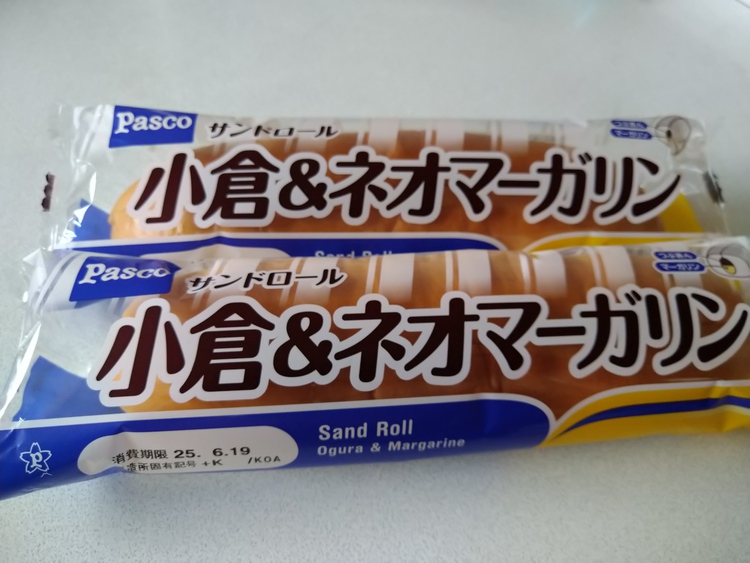 Pasco
サンドロール
つぶあん
マーガリン
小倉&ネオマーガリン
Sand Roll
Pasco
サンドロール
つぶあん
マーガリン
小倉&ネオマーガリン
Sand Roll
Ogura & Margarine
消費期限 25. 6.19
造所固有記号 +K /KOA
P